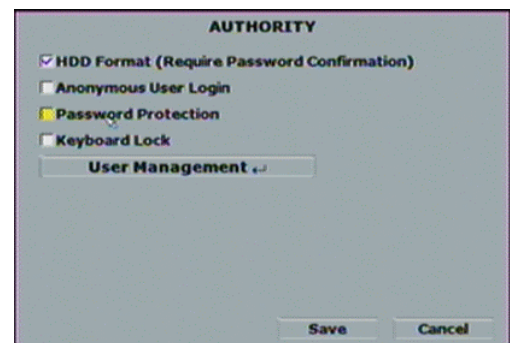 AUTHORITY
HDD Format (Require Password Confirmation)
Anonymous User Login
Password Protection
Keyboard Lock
User Management
Save Cancel